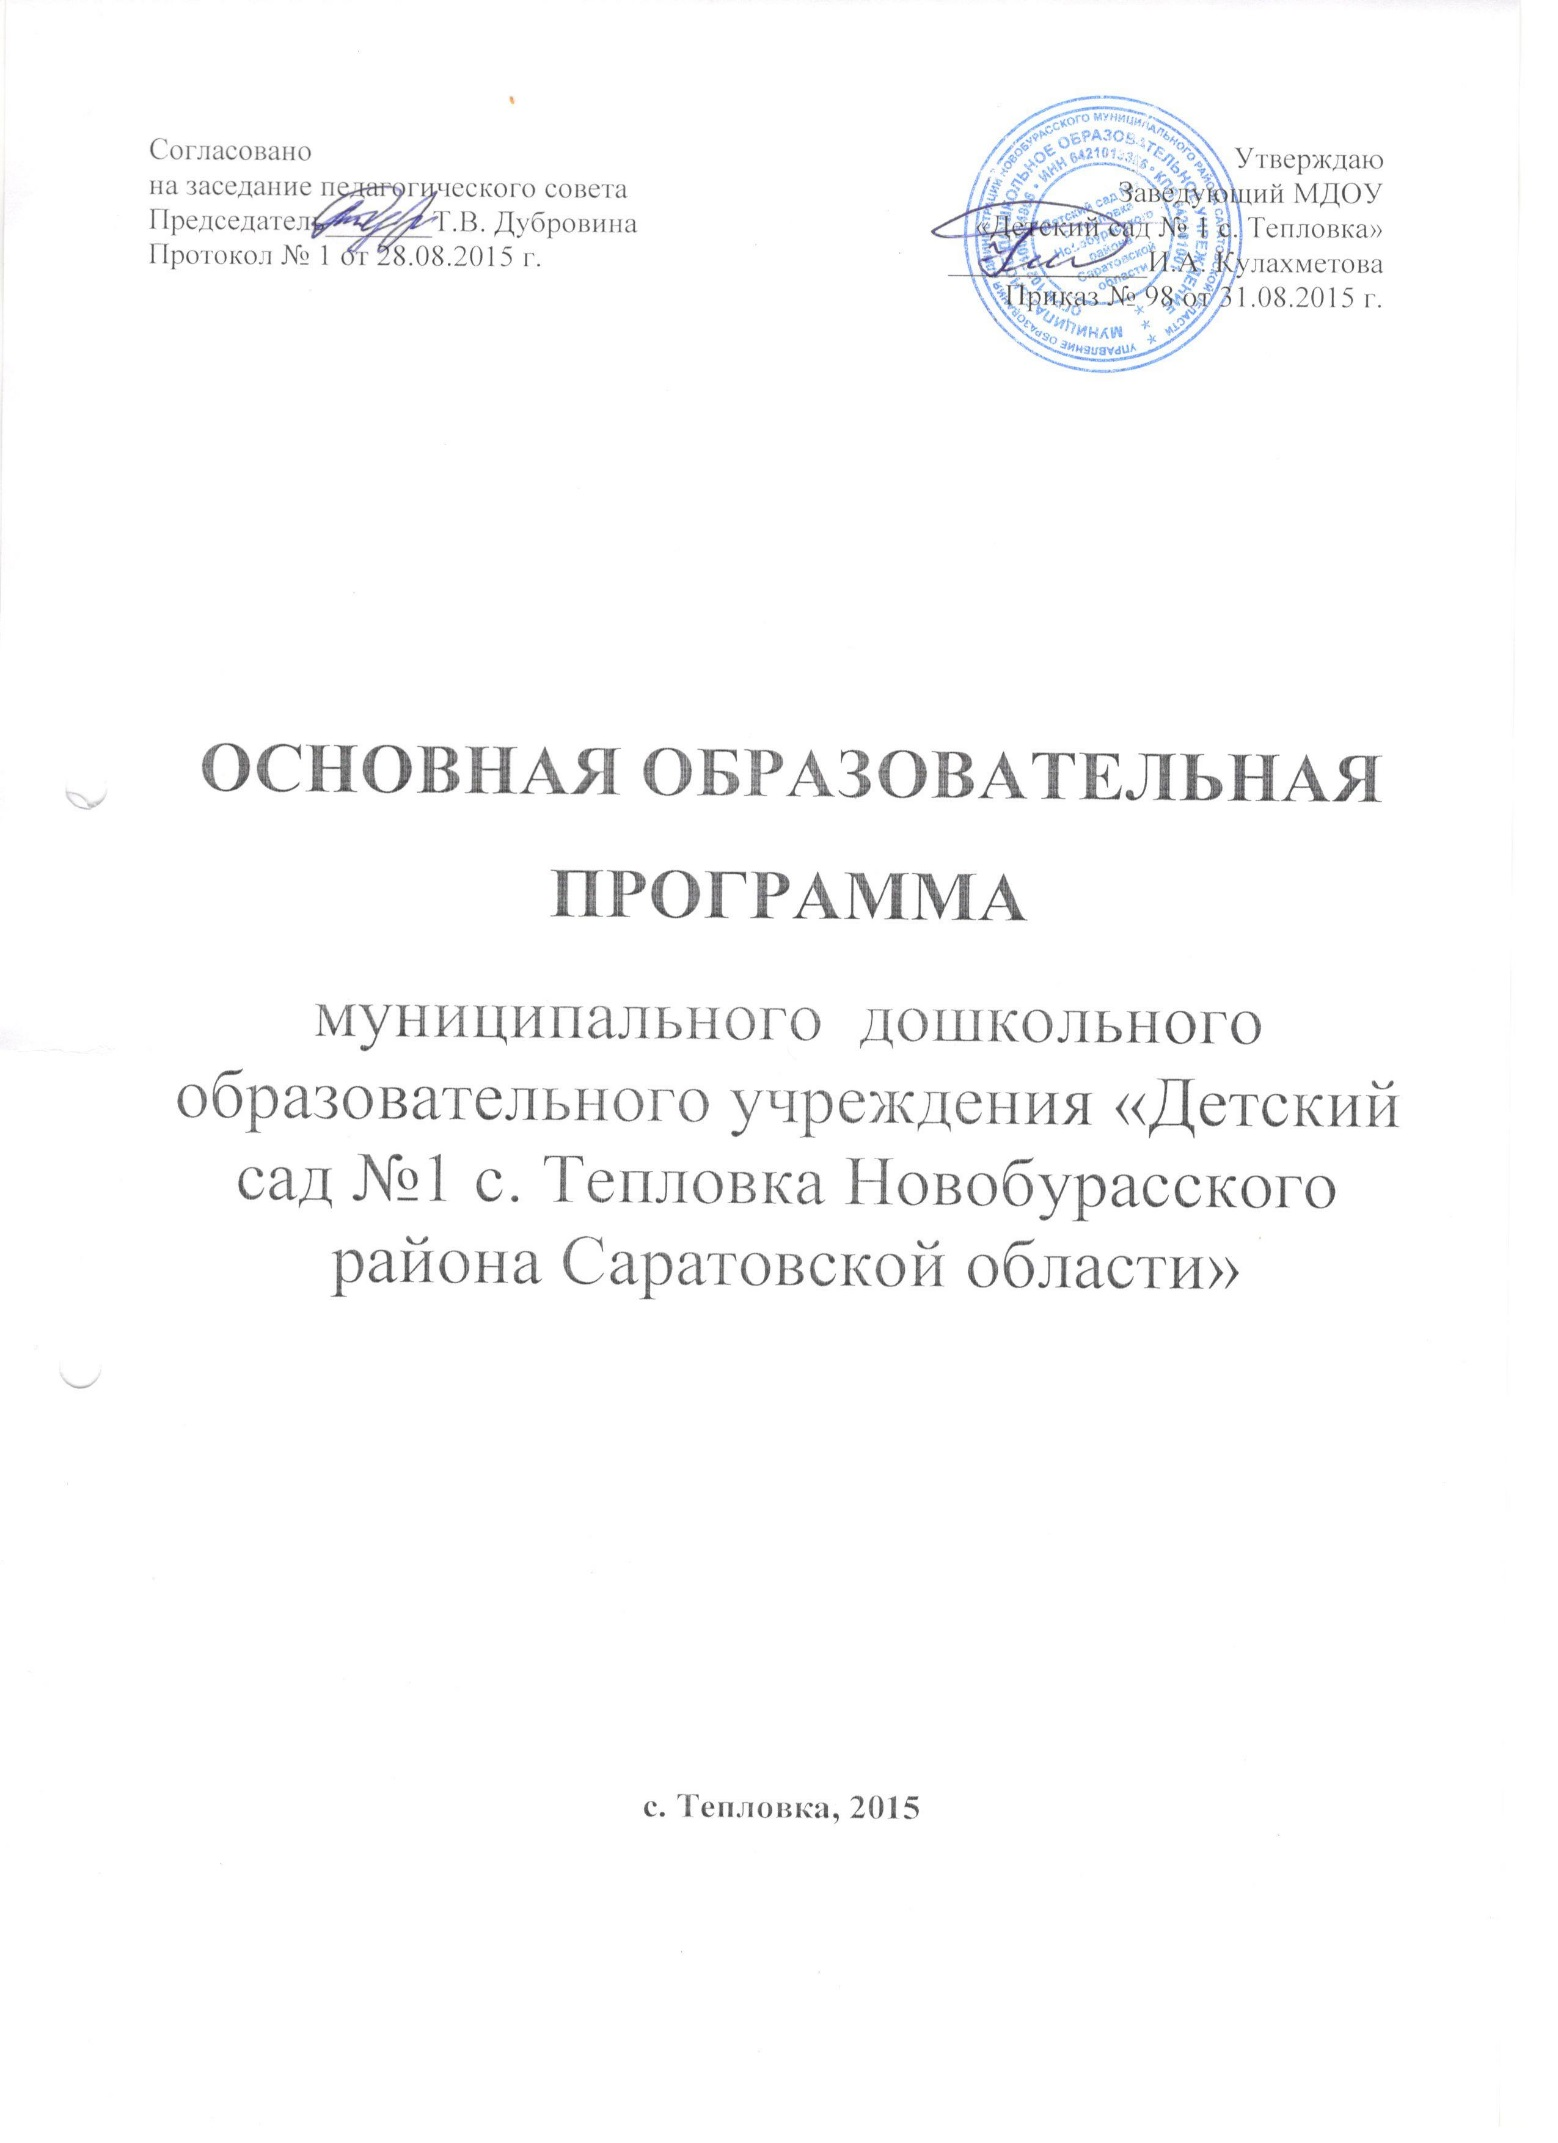 Согласовано
на заседание педагогического совета
Председатель________Т.В. Дубровина
Протокол № 1 от 28.08.2015 г.
Утверждаю
Заведующий МДОУ
«Детский сад № 1 с. Тепловка»
______________И.А. Кулахметова
Приказ № 98 от 31.08.2015 г.
ОСНОВНАЯ ОБРАЗОВАТЕЛЬНАЯ
ПРОГРАММА
муниципального дошкольного
образовательного учреждения «Детский
сад №1 с. Тепловка Новобурасского
района Саратовской области»
с. Тепловка, 2015